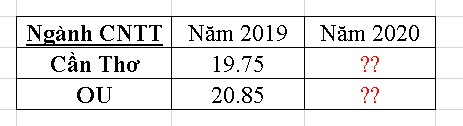 Ngành CNTT Năm 2019 Năm 2020
Cần Thơ 19.75 ??
OU 20.85 ??